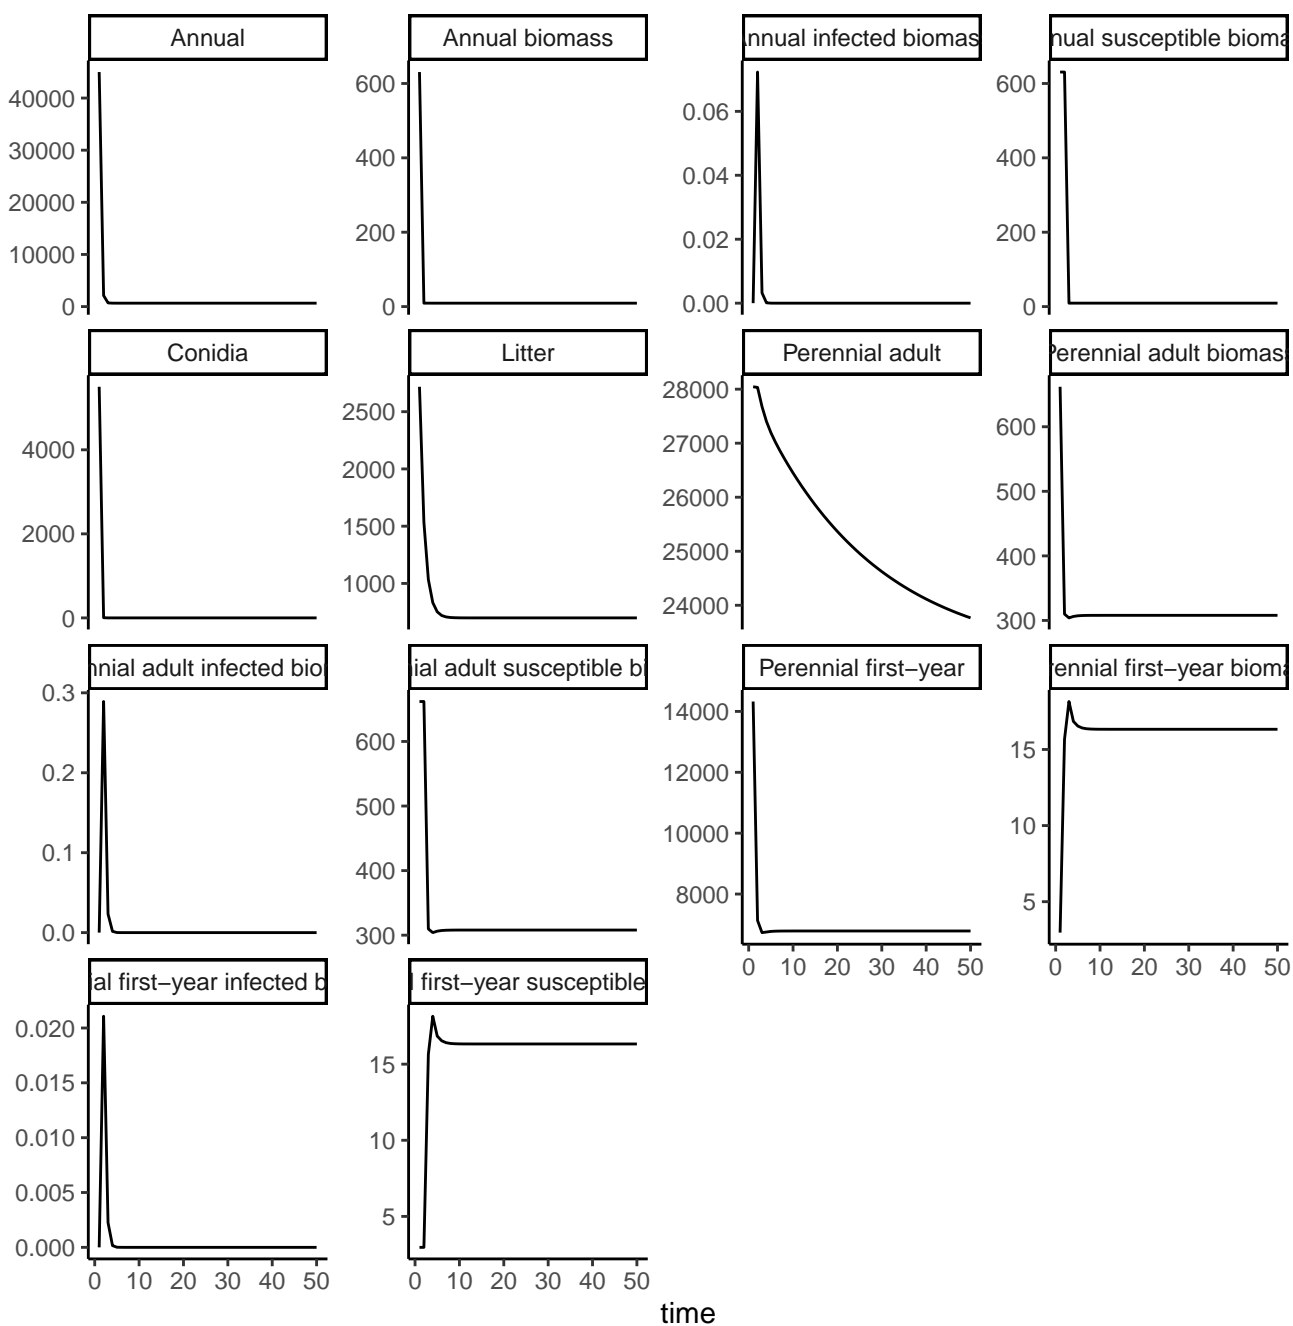 Annual
Annual biomass
Annual infected biomas
nual susceptible bioma
40000
30000
20000
10000
0
600
400
200
0
0.06
0.04
0.02
0.00
600
400
200
0
Conidia
Litter
Perennial adult
Perennial adult biomass
4000
2000
0
2500
2000
1500
1000
28000
27000
26000
25000
24000
600
500
400
300
nnial adult infected bion
ial adult susceptible bi
Perennial first−year
rennial first−year bioma
0.3
0.2
0.1
0.0
600
500
400
300
14000
12000
10000
8000
15
10
5
0 10 20 30 40 50
0 10 20 30 40 50
ial first−year infected b
l first−year susceptible
0.020
0.015
0.010
0.005
0.000
15
10
5
0 10 20 30 40 50
0 10 20 30 40 50
time